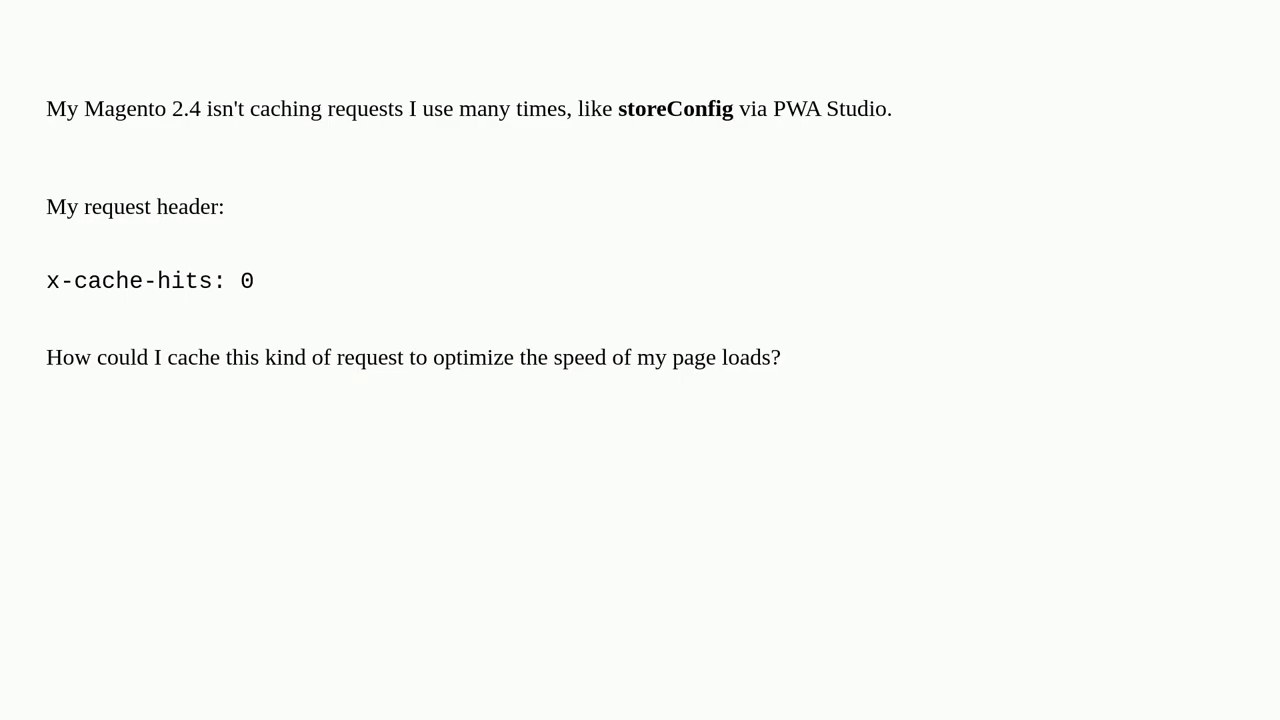 My Magento 2.4 isn't caching requests I use many times, like storeConfig via PWA Studio.
My request header:
x-cache-hits: 0
How could I cache this kind of request to optimize the speed of my page loads?